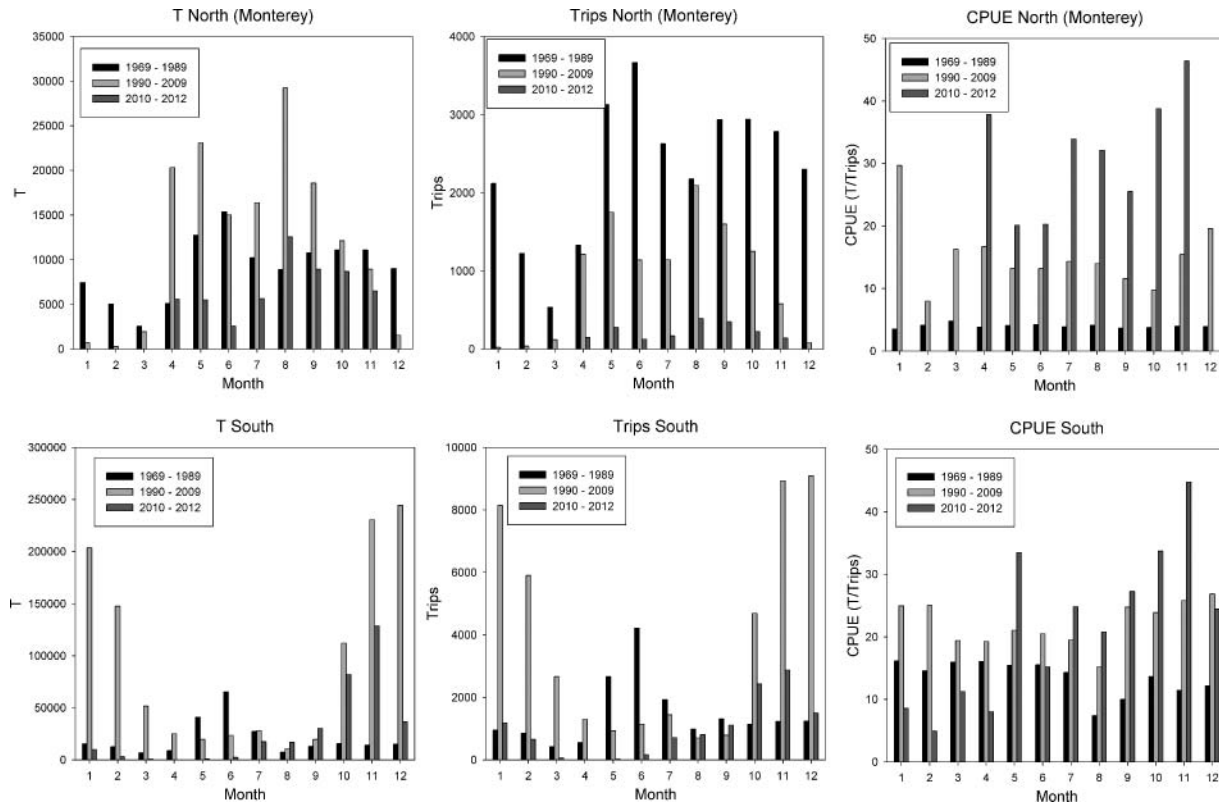 T North (Monterey)
35000
30000
25000
20000
15000
10000
5000
0
T
1969 - 1989
1990 - 2009
2010 - 2012
1 2 3 4 5 6 7 8 9 10 11 12
Month
Trips North (Monterey)
4000
3000
2000
1000
0
Trips
1969 - 1989
1990 - 2009
2010 - 2012
1 2 3 4 5 6 7 8 9 10 11 12
Month
CPUE North (Monterey)
50
40
30
20
10
0
CPUE (T/Trips)
1969 - 1989
1990 - 2009
2010 - 2012
1 2 3 4 5 6 7 8 9 10 11 12
Month
T South
300000
250000
200000
150000
100000
50000
0
T
1969 - 1989
1990 - 2009
2010 - 2012
1 2 3 4 5 6 7 8 9 10 11 12
Month
Trips South
10000
8000
6000
4000
2000
0
Trips
1969 - 1989
1990 - 2009
2010 - 2012
1 2 3 4 5 6 7 8 9 10 11 12
Month
CPUE South
50
40
30
20
10
0
CPUE (T/Trips)
1969 - 1989
1990 - 2009
2010 - 2012
1 2 3 4 5 6 7 8 9 10 11 12
Month